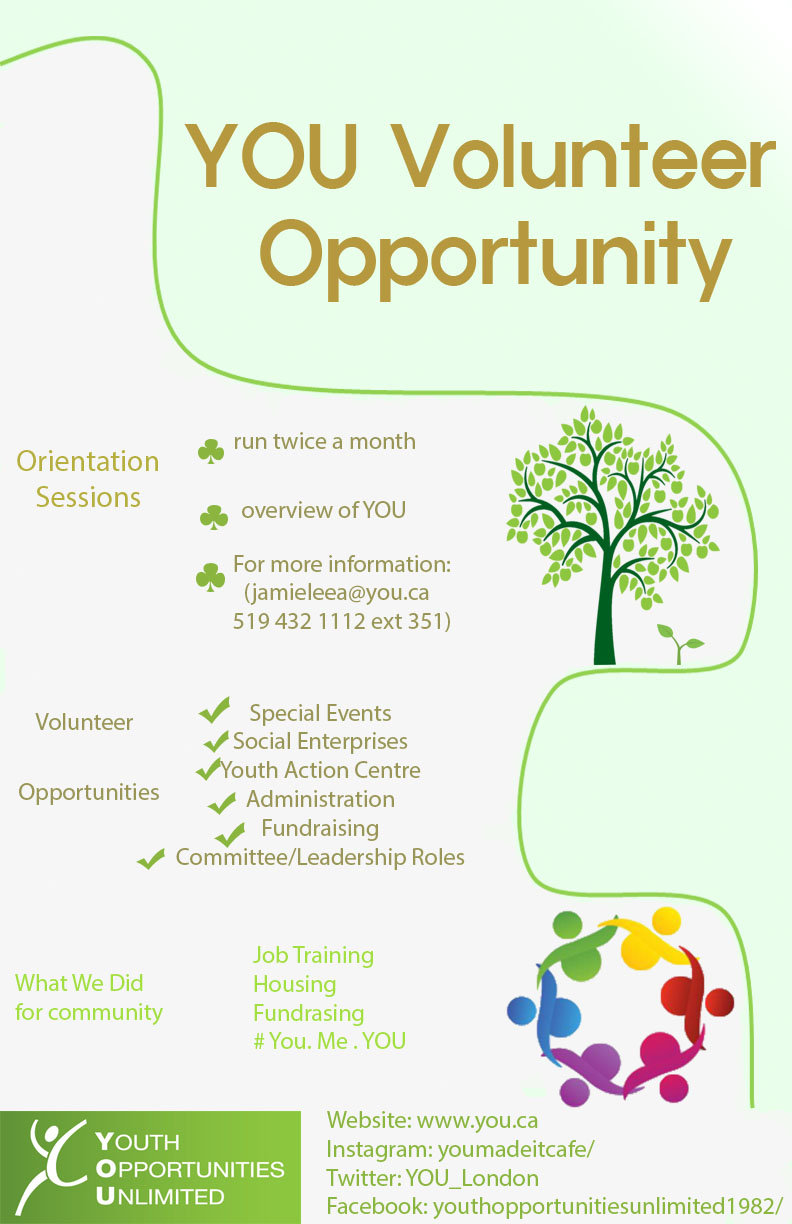 YOU Volunteer
Opportunity
Orientation
Sessions
run twice a month
overview of YOU
For more information:
(jamieleea@you.ca
519 432 1112 ext 351)
Volunteer
Opportunities
Special Events
Social Enterprises
Youth Action Centre
Administration
Fundraising
Committee/Leadership Roles
What We Did
for community
Job Training
Housing
Fundrasing
# You. Me . YOU
YOUTH
OPPORTUNITIES
UNLIMITED
Website: www.you.ca
Instagram: youmadeitcafe/
Twitter: YOU_London
Facebook: youthopportunitiesunlimited1982/